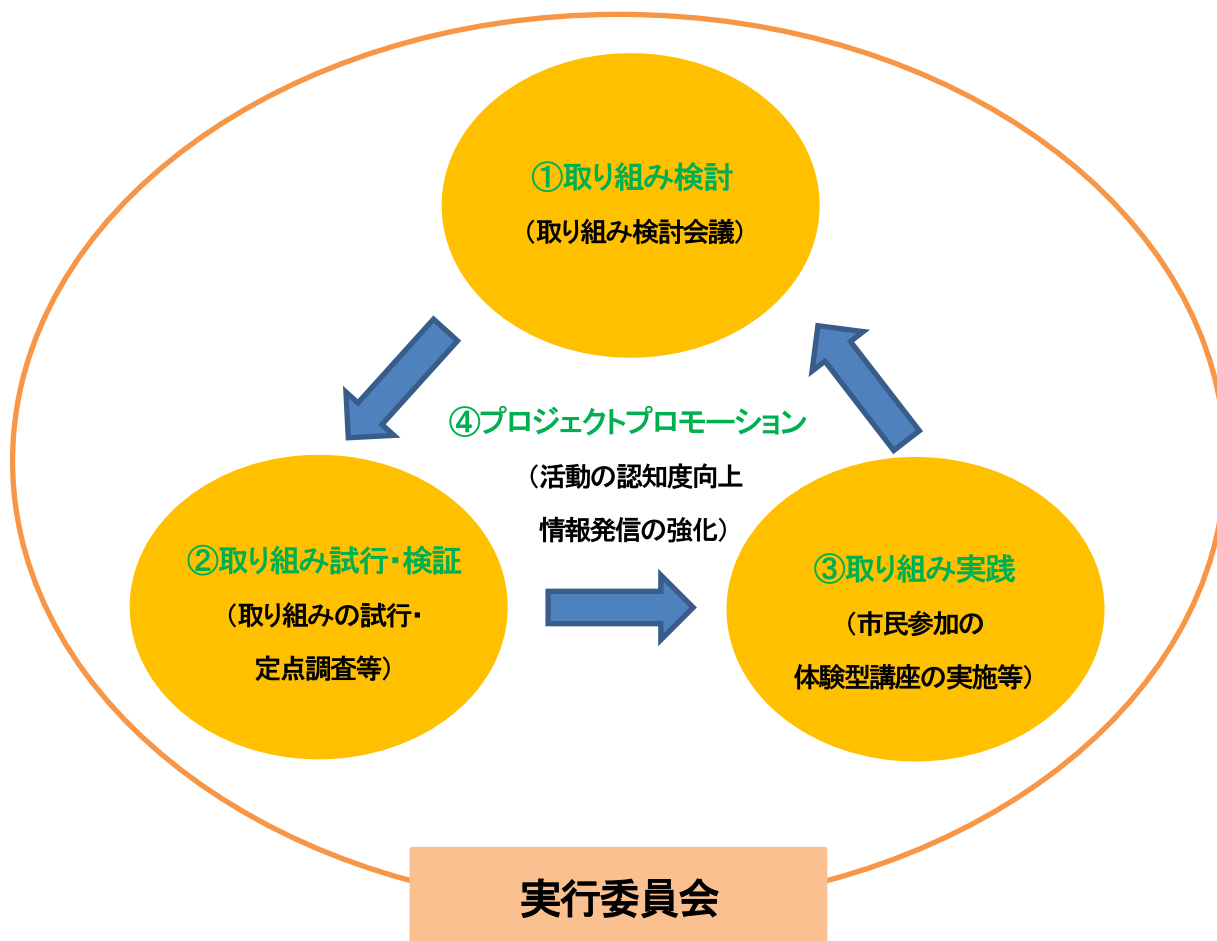 ①取り組み検討
（取り組み検討会議）
④プロジェクトプロモーション
（活動の認知度向上
情報発信の強化）
②取り組み試行・検証
（取り組みの試行・
定点調査等）
③取り組み実践
（市民参加の
体験型講座の実施等）
実行委員会